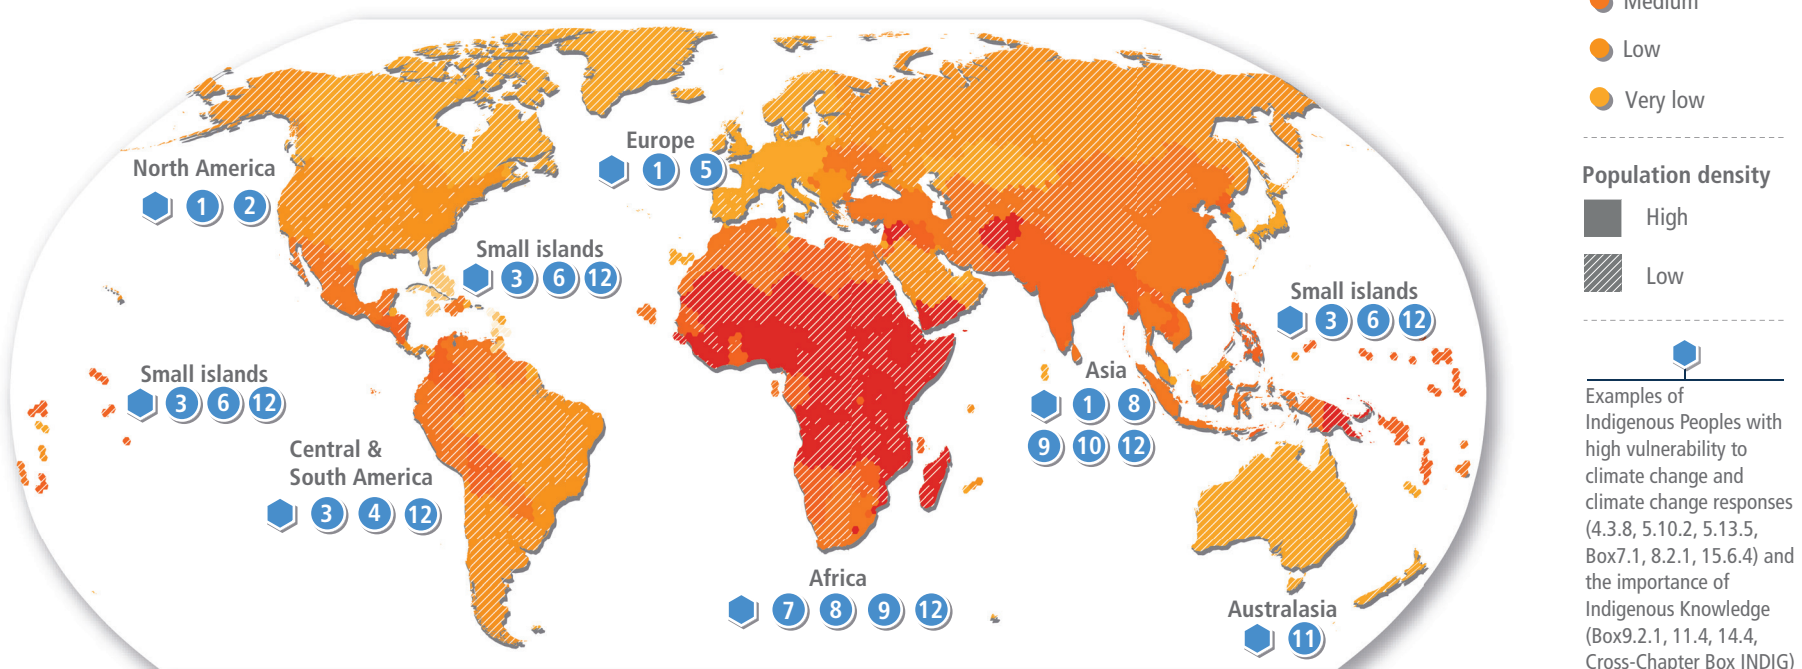 Medium
Low
Very low
Population density
High
Low
Examples of
Indigenous Peoples with
high vulnerability to
climate change and
climate change responses
(4.3.8, 5.10.2, 5.13.5,
Box7.1, 8.2.1, 15.6.4) and
the importance of
Indigenous Knowledge
(Box9.2.1, 11.4, 14.4,
Cross-Chapter Box INDIG)
North America
1 2
Europe
1 5
Small islands
3 6 12
Small islands
3 6 12
Small islands
3 6 12
Asia
1 8
9 10 12
Central &
South America
3 4 12
Africa
7 8 9 12
Australasia
11